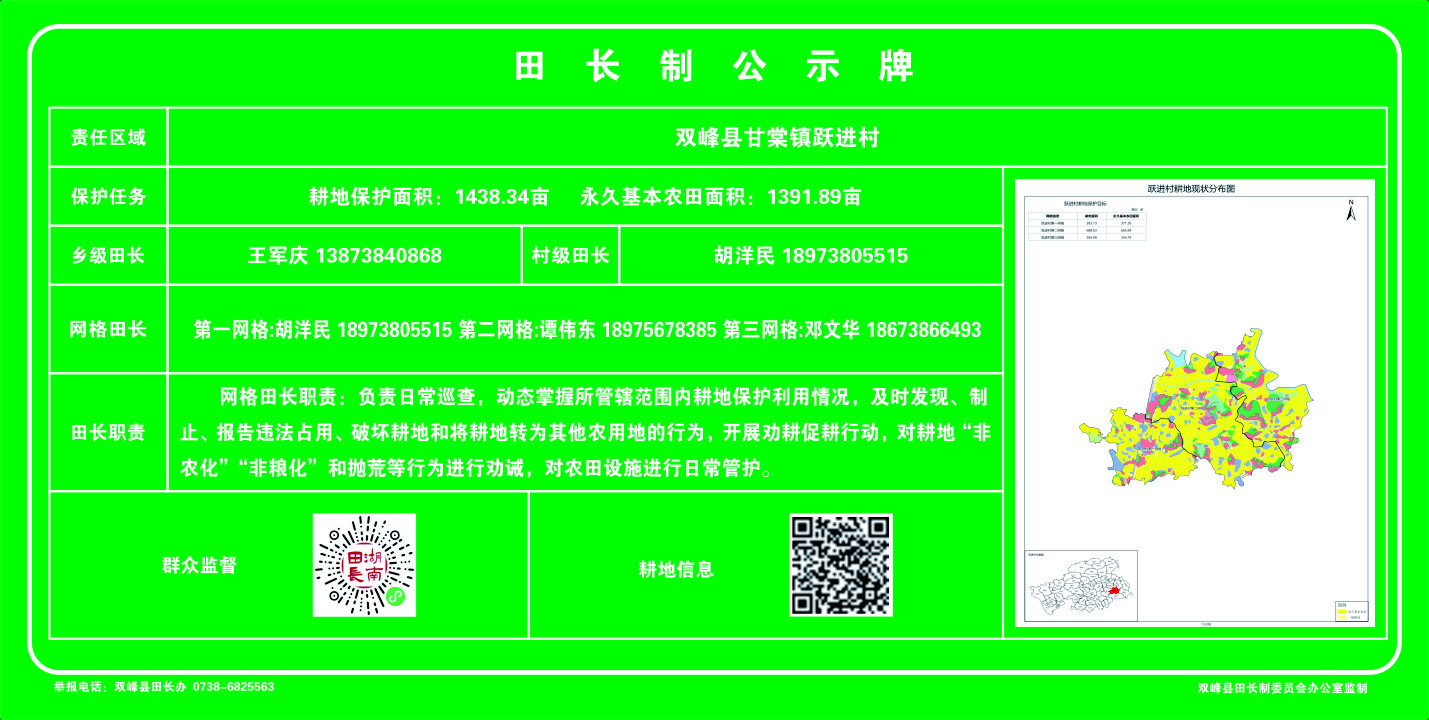 田长制公示牌
责任区域 双峰县甘棠镇跃进村
保护任务 耕地保护面积：1438.34亩 永久基本农田面积：1391.89亩
乡级田长 王军庆 13873840868 村级田长 胡洋民 18973805515
网格田长 第一网格:胡洋民 18973805515 第二网格:谭伟东 18975678385 第三网格:邓文华 18673866493
田长职责
网格田长职责：负责日常巡查，动态掌握所管辖范围内耕地保护利用情况，及时发现、制
止、报告违法占用、破坏耕地和将耕地转为其他农用地的行为，开展劝耕促耕行动，对耕地“非
农化”“非粮化”和抛荒等行为进行劝诫，对农田设施进行日常管护。
群众监督
湖南田長
耕地信息
跃进村耕地现状分布图
跃进村耕地保护目标
N
举报电话：双峰县田长办 0738-6825563
双峰县田长制委员会办公室监制